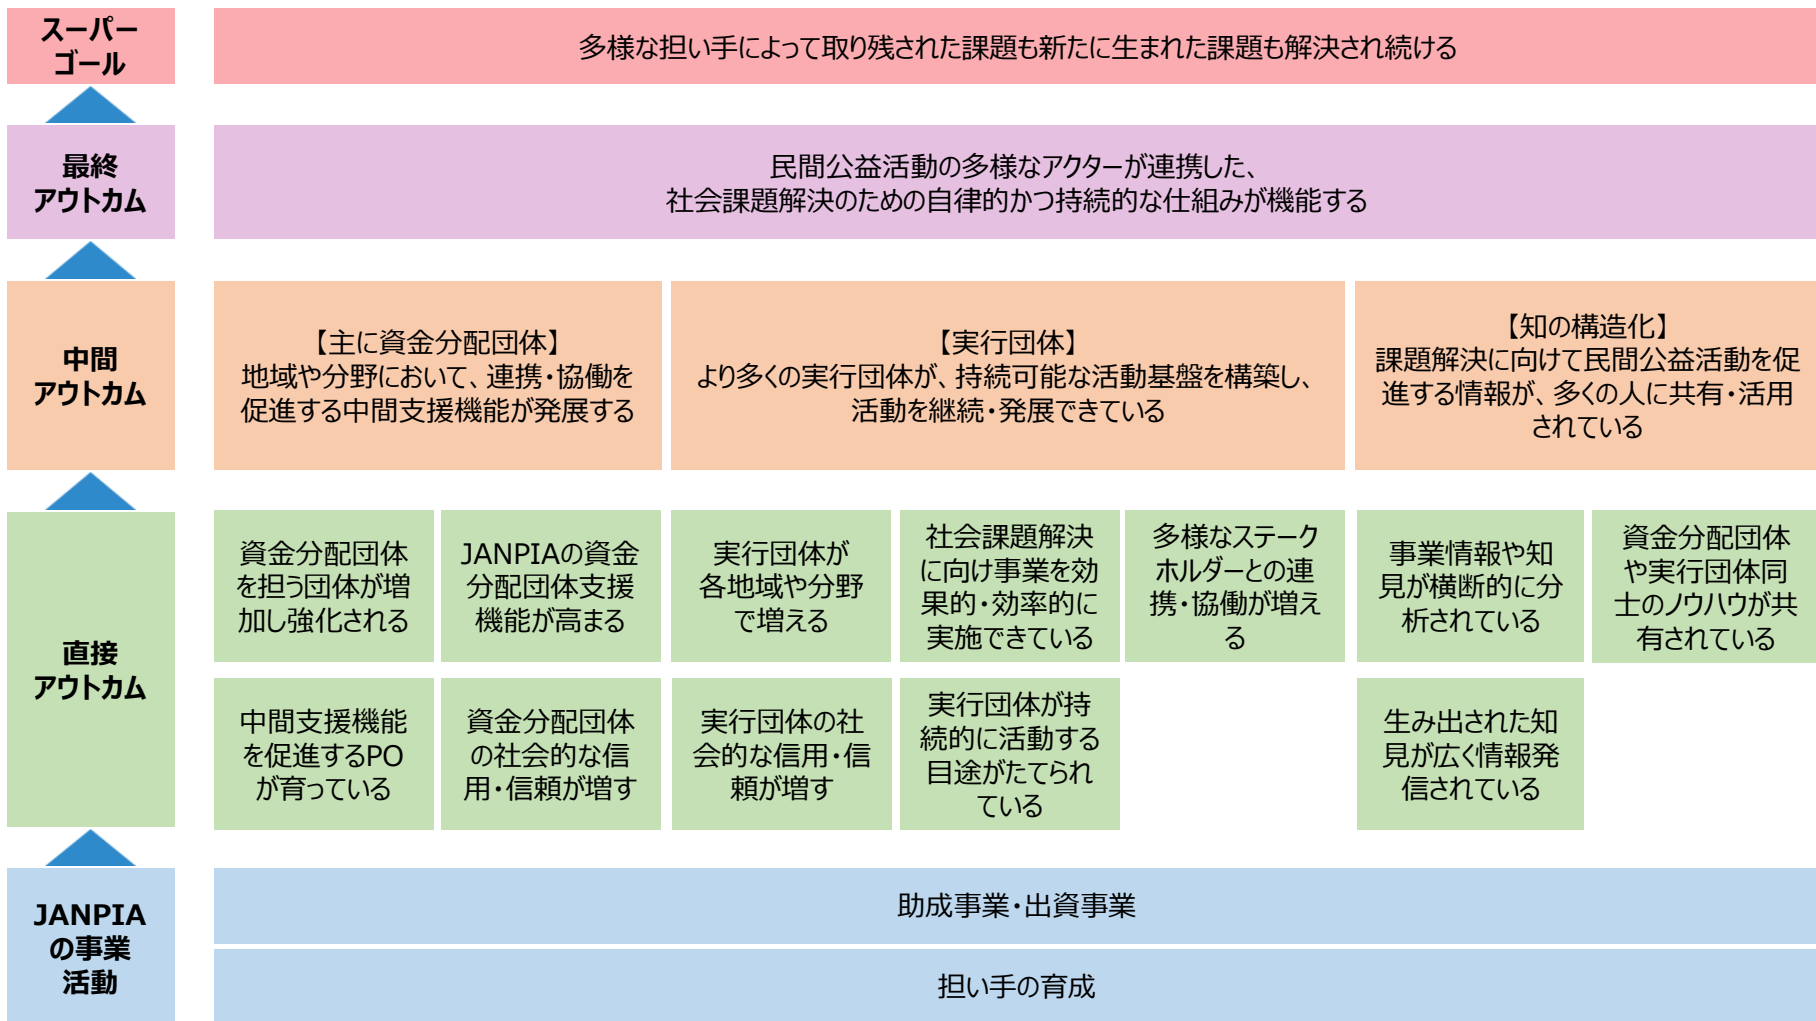 スーパー
ゴール
多様な担い手によって取り残された課題も新たに生まれた課題も解決され続ける
最終
アウトカム
民間公益活動の多様なアクターが連携した、
社会課題解決のための自律的かつ持続的な仕組みが機能する
中間
アウトカム
【主に資金分配団体】
地域や分野において、連携・協働を
促進する中間支援機能が発展する
【実行団体】
より多くの実行団体が、持続可能な活動基盤を構築し、
活動を継続・発展できている
【知の構造化】
課題解決に向けて民間公益活動を促
進する情報が、多くの人に共有・活用
されている
直接
アウトカム
資金分配団体
を担う団体が増
加し強化される
JANPIAの資金
分配団体支援
機能が高まる
実行団体が
各地域や分野
で増える
社会課題解決
に向け事業を効
果的・効率的に
実施できている
多様なステーク
ホルダーとの連
携・協働が増え
る
事業情報や知
見が横断的に分
析されている
資金分配団体
や実行団体同
士のノウハウが共
有されている
中間支援機能
を促進するPO
が育っている
資金分配団体
の社会的な信
用・信頼が増す
実行団体の社
会的な信用・信
頼が増す
実行団体が持
続的に活動する
目途がたてられ
ている
生み出された知
見が広く情報発
信されている
JANPIA
の事業
活動
助成事業・出資事業
担い手の育成